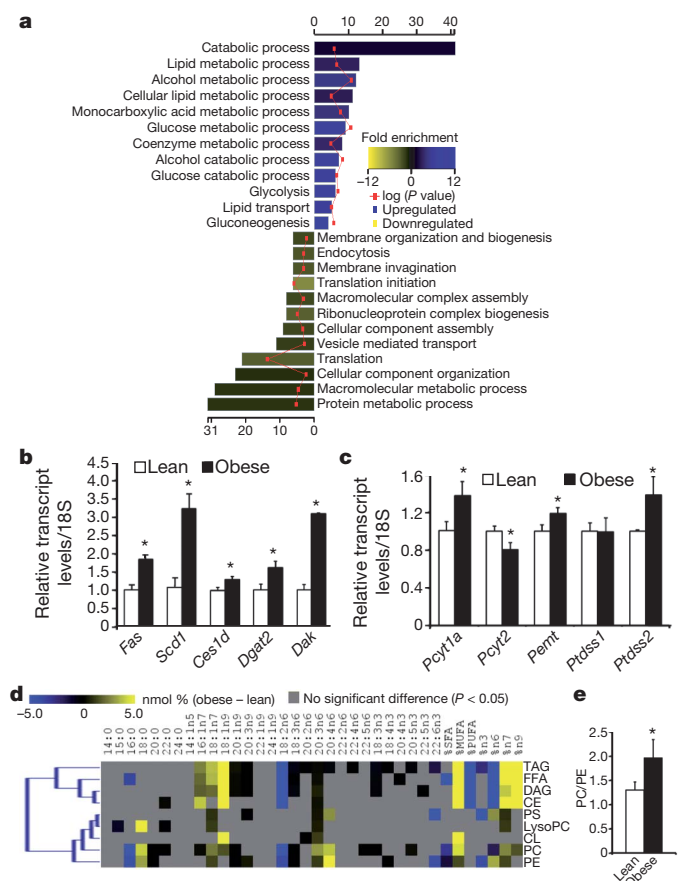 a
0 10 20 30 40
Catabolic process
Lipid metabolic process
Alcohol metabolic process
Cellular lipid metabolic process
Monocarboxylic acid metabolic process
Glucose metabolic process
Coenzyme metabolic process
Alcohol catabolic process
Glucose catabolic process
Glycolysis
Lipid transport
Gluconeogenesis
Fold enrichment
−12 0 12
log (P value)
Upregulated
Downregulated
Membrane organization and biogenesis
Endocytosis
Membrane invagination
Translation initiation
Macromolecular complex assembly
Ribonucleoprotein complex biogenesis
Cellular component assembly
Vesicle mediated transport
Translation
Cellular component organization
Macromolecular metabolic process
Protein metabolic process
31 20 10 0
b
Relative transcript
levels/18S
4.5
4.0
3.5
3.0
2.5
2.0
1.5
1.0
0.5
0
Lean Obese
* * * * *
Fas Scd1 Ces1d Dgat2 Dak
c
Relative transcript
levels/18S
1.6
1.2
0.8
0.4
0
Lean Obese
* * * *
Pcyt1a Pcyt2 Pemt Ptdss1 Ptdss2
d
−5.0 0 5.0
nmol % (obese – lean)
No significant difference (P < 0.05)
14:0 15:0 16:0 18:0 20:0 22:0 24:0 14:1n5 16:1n7 18:1n7 18:1n9 20:1n9 20:3n9 22:1n9 24:1n9 18:2n6 18:3n6 20:2n6 20:3n6 20:4n6 22:2n6 22:4n6 22:5n6 18:3n3 18:4n3 20:4n3 20:5n3 22:5n3 22:6n3 %SFA %MUFA %PUFA %n3 %n6 %n7 %n9
TAG
FFA
DAG
CE
PS
LysoPC
CL
PC
PE
e
PC/PE
2.5
2.0
1.5
1.0
0.5
0
*
Lean
Obese